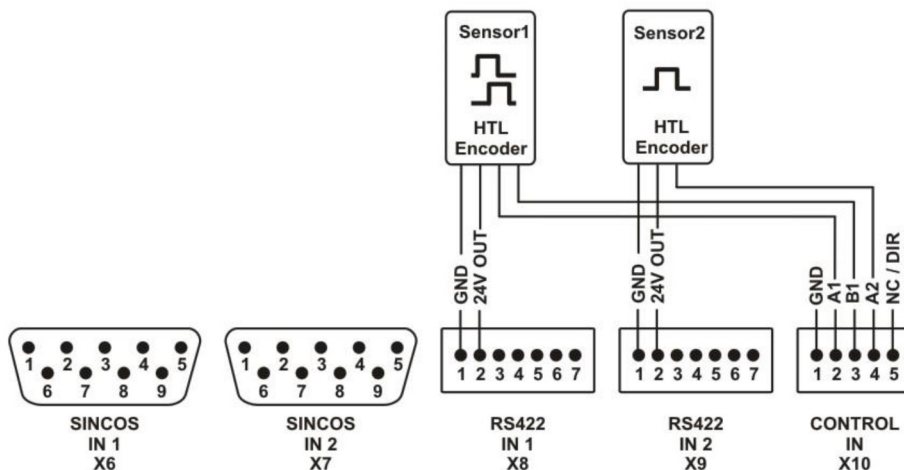 Sensor1
HTL
Encoder
Sensor2
HTL
Encoder
GND
24V OUT
GND
24V OUT
GND
A1
B1
A2
NC / DIR
1 2 3 4 5
6 7 8 9
1 2 3 4 5
6 7 8 9
1 2 3 4 5 6 7
1 2 3 4 5 6 7
1 2 3 4 5
SINCOS
IN 1
X6
SINCOS
IN 2
X7
RS422
IN 1
X8
RS422
IN 2
X9
CONTROL
IN
X10